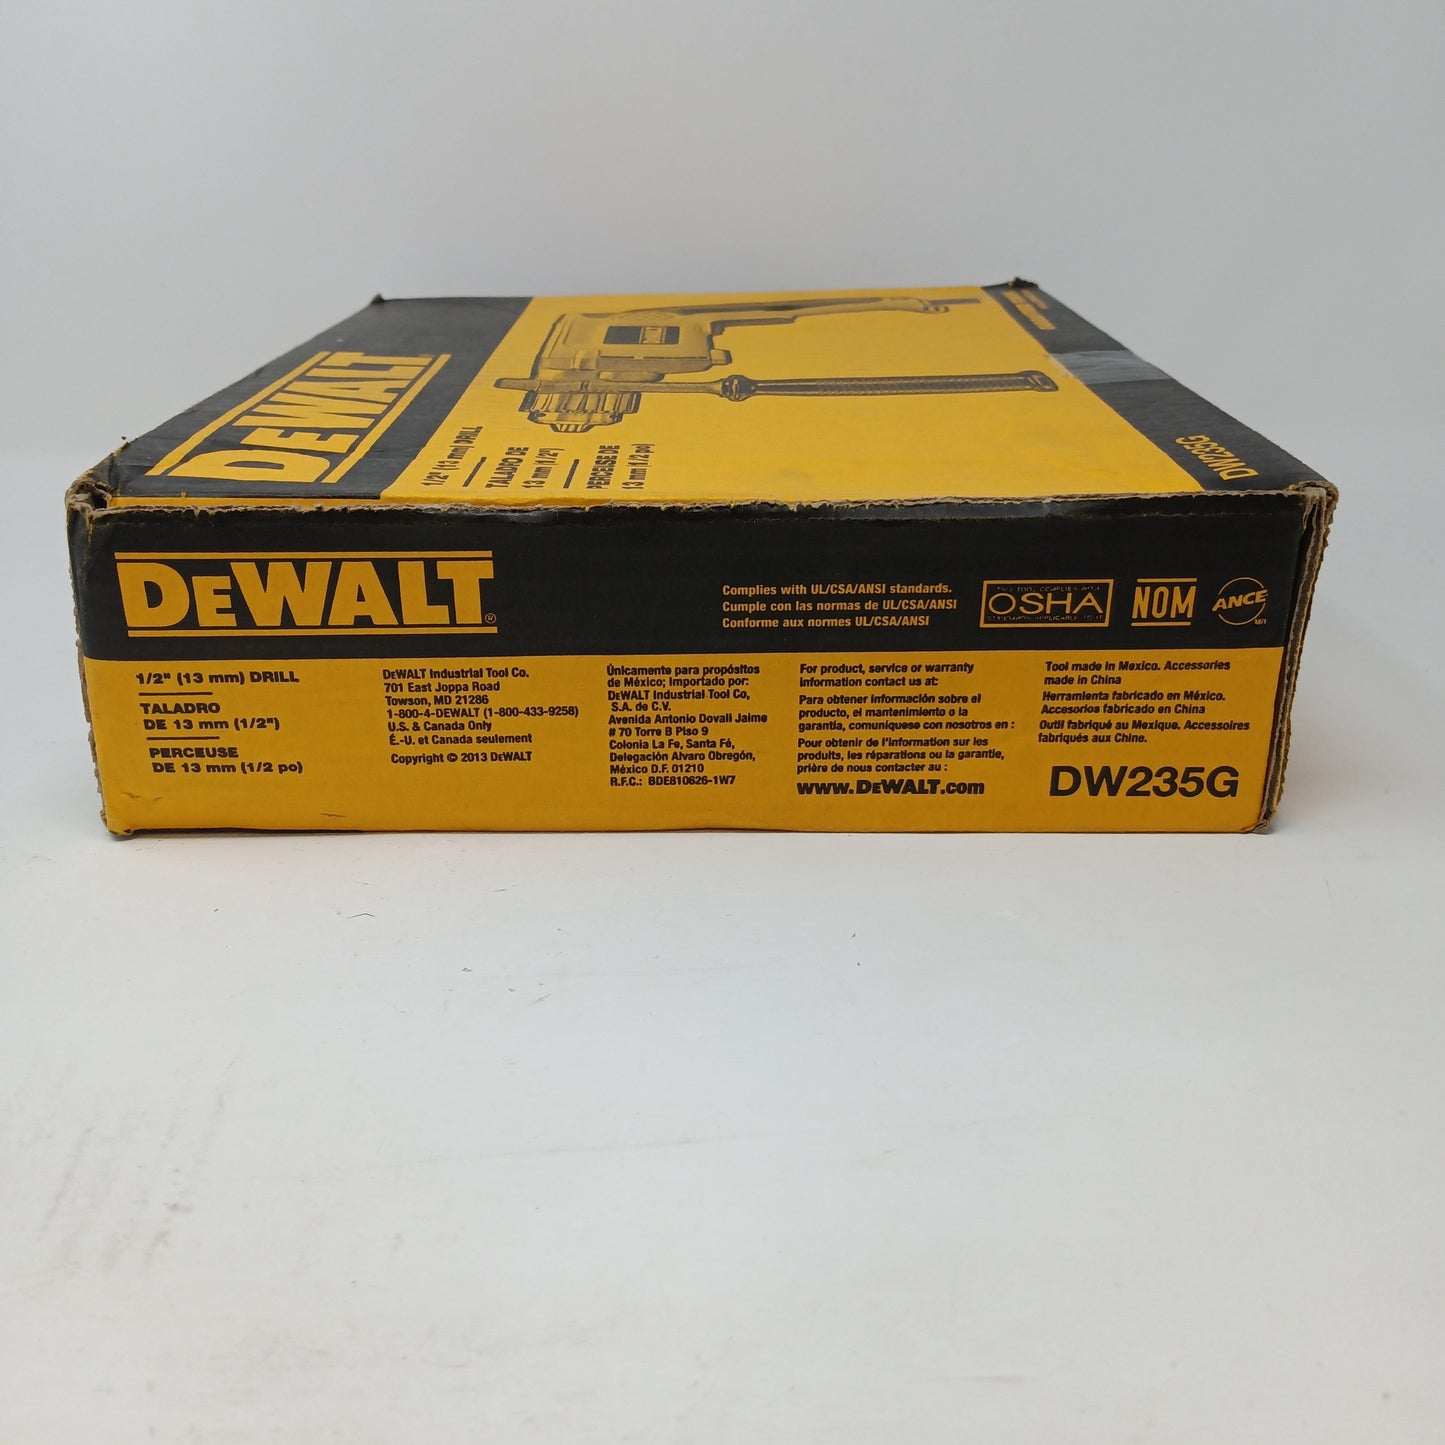 DEWALT®
1/2" (13 mm) DRILL
TALADRO DE
13 mm (1/2")
PERCEUSE DE
13 mm (1/2 po)
DEWALT
DW235G
DEWALT®
Complies with UL/CSA/ANSI standards.
Cumple con las normas de UL/CSA/ANSI
Conforme aux normes UL/CSA/ANSI
OSHA
NOM
ANCE
MR
1/2" (13 mm) DRILL
TALADRO
DE 13 mm (1/2")
PERCEUSE
DE 13 mm (1/2 po)
DEWALT Industrial Tool Co.
701 East Joppa Road
Towson, MD 21286
1-800-4-DEWALT (1-800-433-9258)
U.S. & Canada Only
É.-U. et Canada seulement
Copyright © 2013 DEWALT
Únicamente para propósitos
de México; Importado por:
DEWALT Industrial Tool Co,
S.A. de C.V.
Avenida Antonio Dovali Jaime
# 70 Torre B Piso 9
Colonia La Fe, Santa Fé,
Delegación Alvaro Obregón,
México D.F. 01210
R.F.C.: BDE810626-1W7
For product, service or warranty
information contact us at:
Para obtener información sobre el
producto, el mantenimiento o la
garantía, comuníquese con nosotros en :
Pour obtenir de l'information sur les
produits, les réparations ou la garantie,
prière de nous contacter au :
www.DEWALT.com
Tool made in Mexico. Accessories
made in China
Herramienta fabricado en México.
Accesorios fabricado en China
Outil fabriqué au Mexique. Accessoires
fabriqués aux Chine.
DW235G